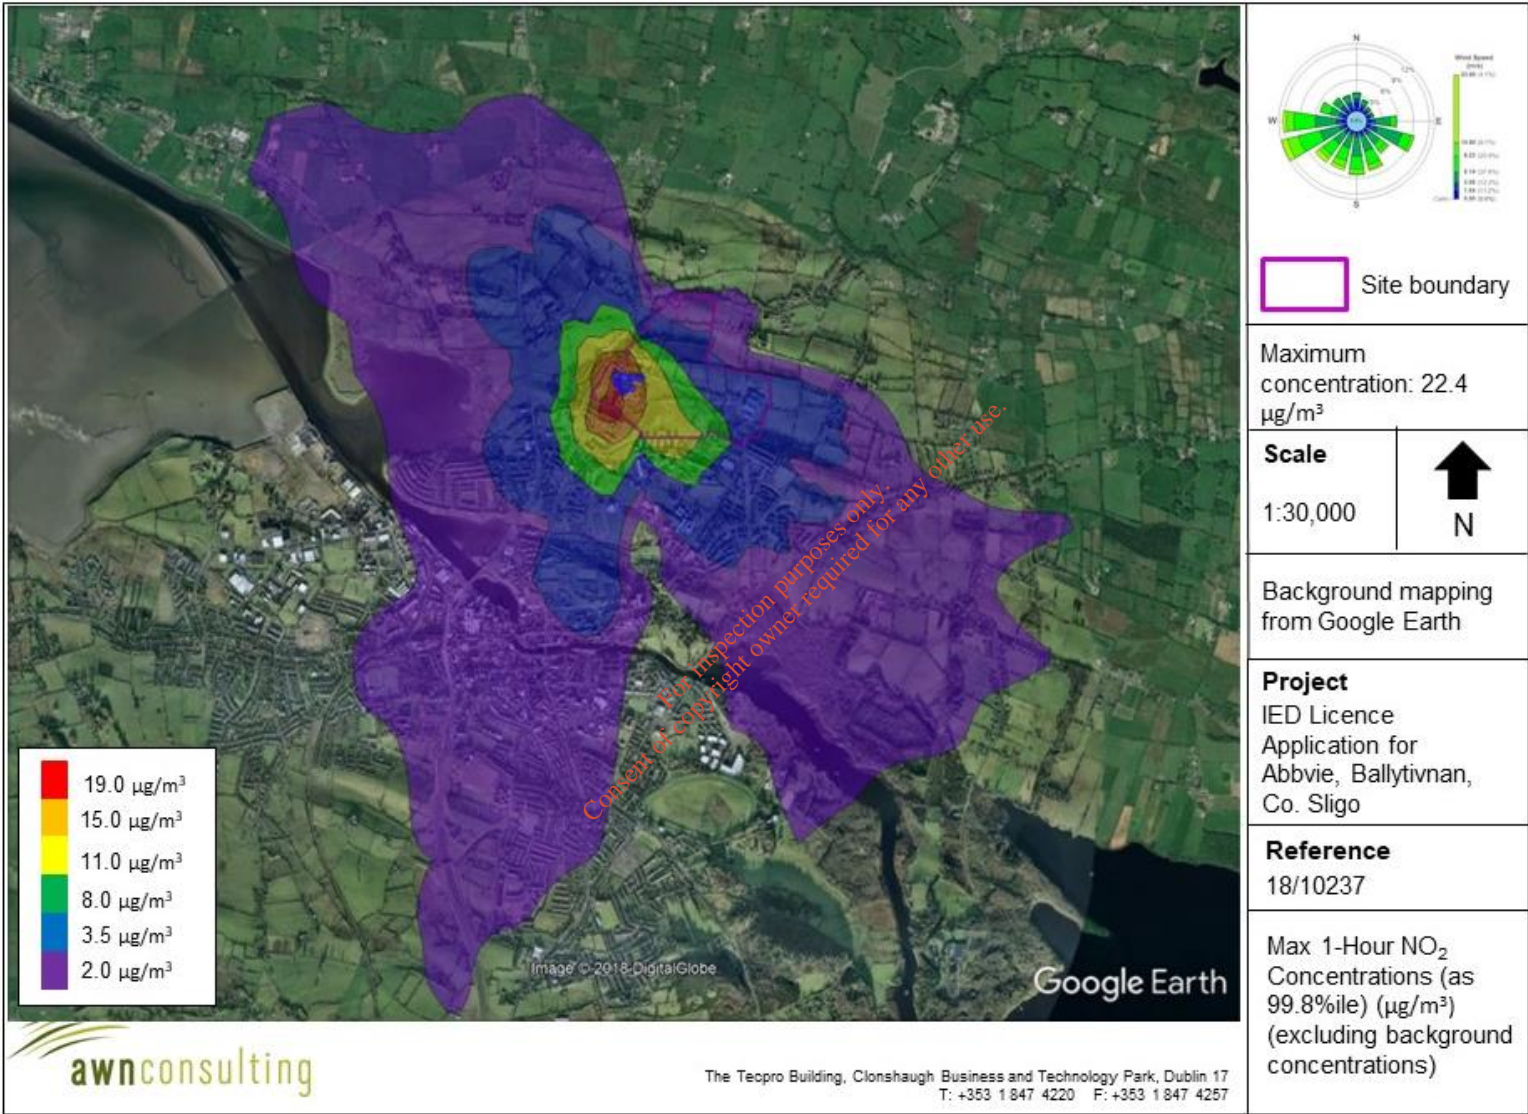 N
W
E
S
12%
9%
6%
Wind Speed
Site boundary
Maximum
concentration: 22.4
µg/m³
Scale
1:30,000
N
Background mapping
from Google Earth
Project
IED Licence
Application for
Abbvie, Ballytivnan,
Co. Sligo
Reference
18/10237
Max 1-Hour NO₂
Concentrations (as
99.8%ile) (µg/m³)
(excluding background
concentrations)
For inspection purposes only.
Consent of copyright owner required for any other use.
19.0 µg/m³
15.0 µg/m³
11.0 µg/m³
8.0 µg/m³
3.5 µg/m³
2.0 µg/m³
Image © 2018 DigitalGlobe
Google Earth
awnconsulting
The Tecpro Building, Clonshaugh Business and Technology Park, Dublin 17
T: +353 1 847 4220 F: +353 1 847 4257